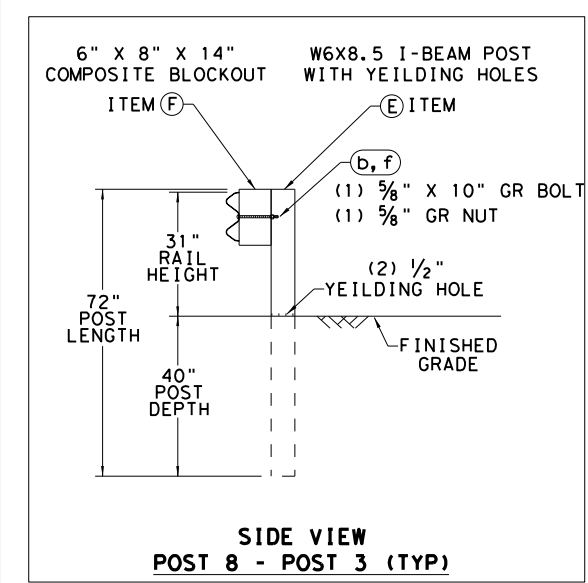 6" X 8" X 14"
COMPOSITE BLOCKOUT
ITEM F
W6X8.5 I-BEAM POST
WITH YEILDING HOLES
E ITEM
b, f
(1) 5/8" X 10" GR BOLT
(1) 5/8" GR NUT
31"
RAIL
HEIGHT
(2) 1/2"
YEILDING HOLE
72"
POST
LENGTH
FINISHED
GRADE
40"
POST
DEPTH
SIDE VIEW
POST 8 - POST 3 (TYP)